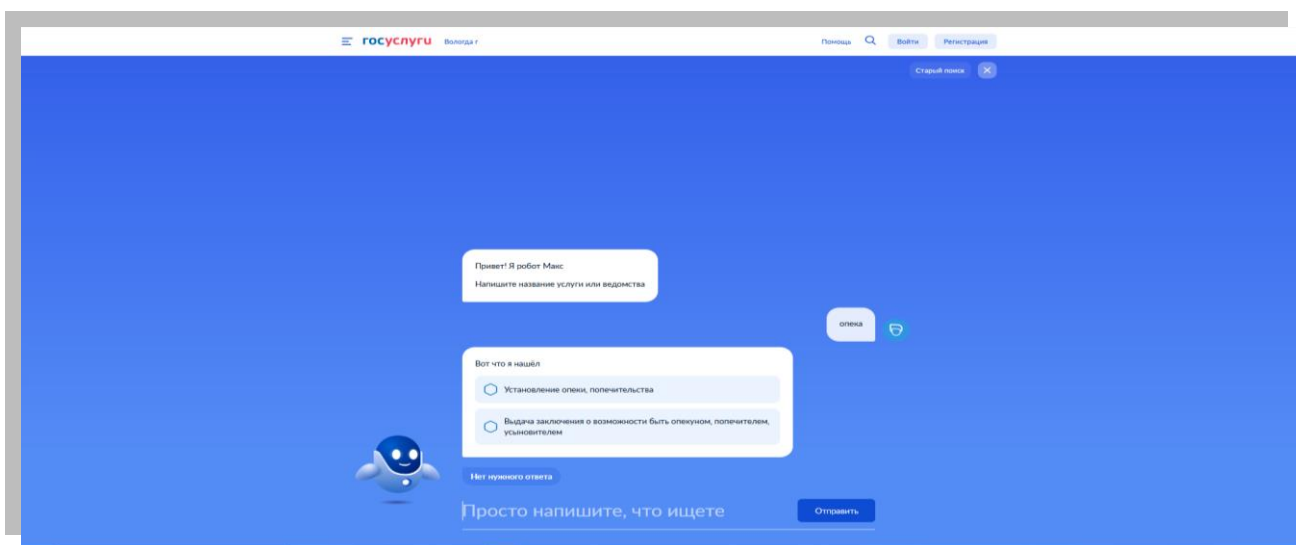 госуслуги Вологда г Помощь Войти Регистрация
Старый поиск
Привет! Я робот Макс
Напишите название услуги или ведомства
опека
Вот что я нашёл
Установление опеки, попечительства
Выдача заключения о возможности быть опекуном, попечителем,
усыновителем
Нет нужного ответа
Просто напишите, что ищете Отправить